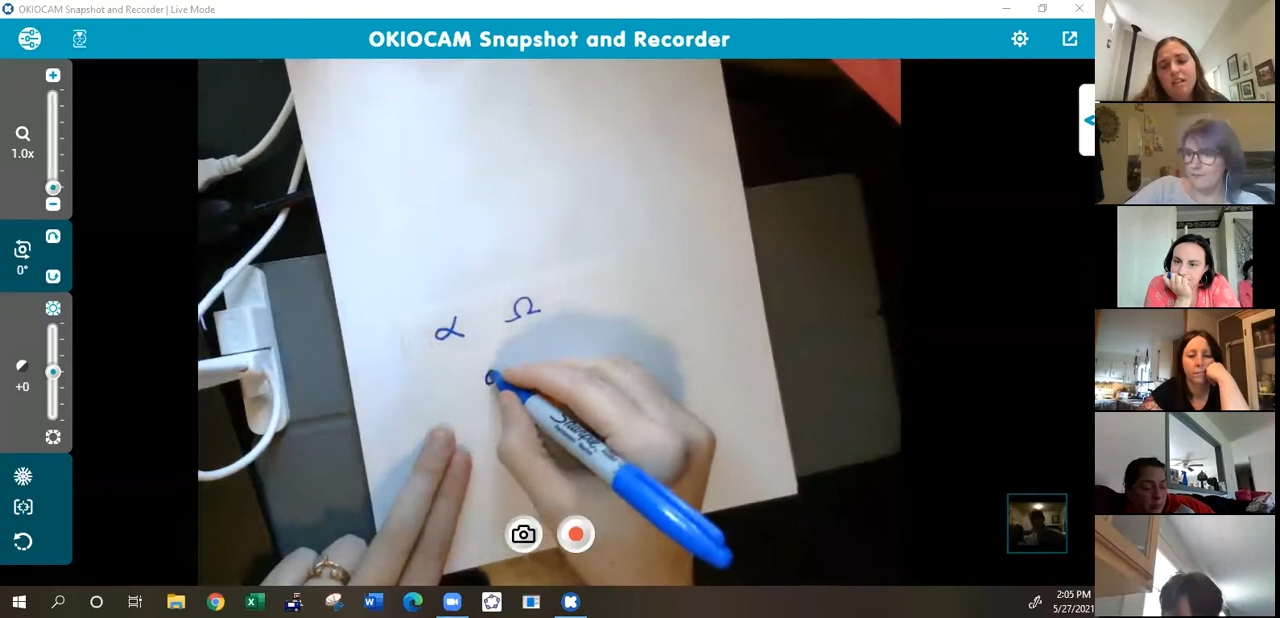 OKIOCAM Snapshot and Recorder | Live Mode
OKIOCAM Snapshot and Recorder
1.0x
0°
+0
α Ω
Sharpie
2:05 PM
5/27/2021